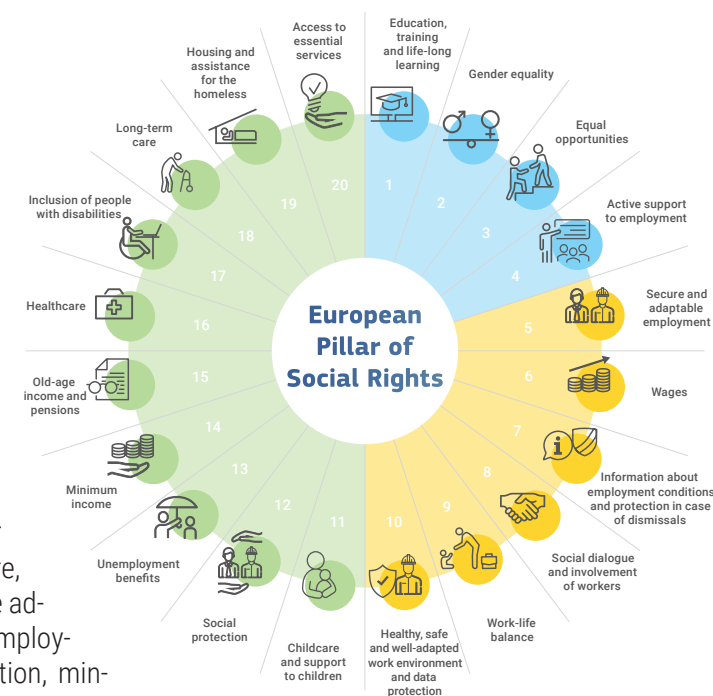 European
Pillar of
Social Rights
1
Education,
training
and life-long
learning
2
Gender equality
3
Equal
opportunities
4
Active support
to employment
5
Secure and
adaptable
employment
6
Wages
7
Information about
employment conditions
and protection in case
of dismissals
8
Social dialogue
and involvement
of workers
9
Work-life
balance
10
Healthy, safe
and well-adapted
work environment
and data
protection
11
Childcare
and support
to children
12
Social
protection
13
Unemployment
benefits
14
Minimum
income
15
Old-age
income and
pensions
16
Healthcare
17
Inclusion of people
with disabilities
18
Long-term
care
19
Housing and
assistance
for the
homeless
20
Access to
essential
services
i
ad-
mploy-
tion, min-